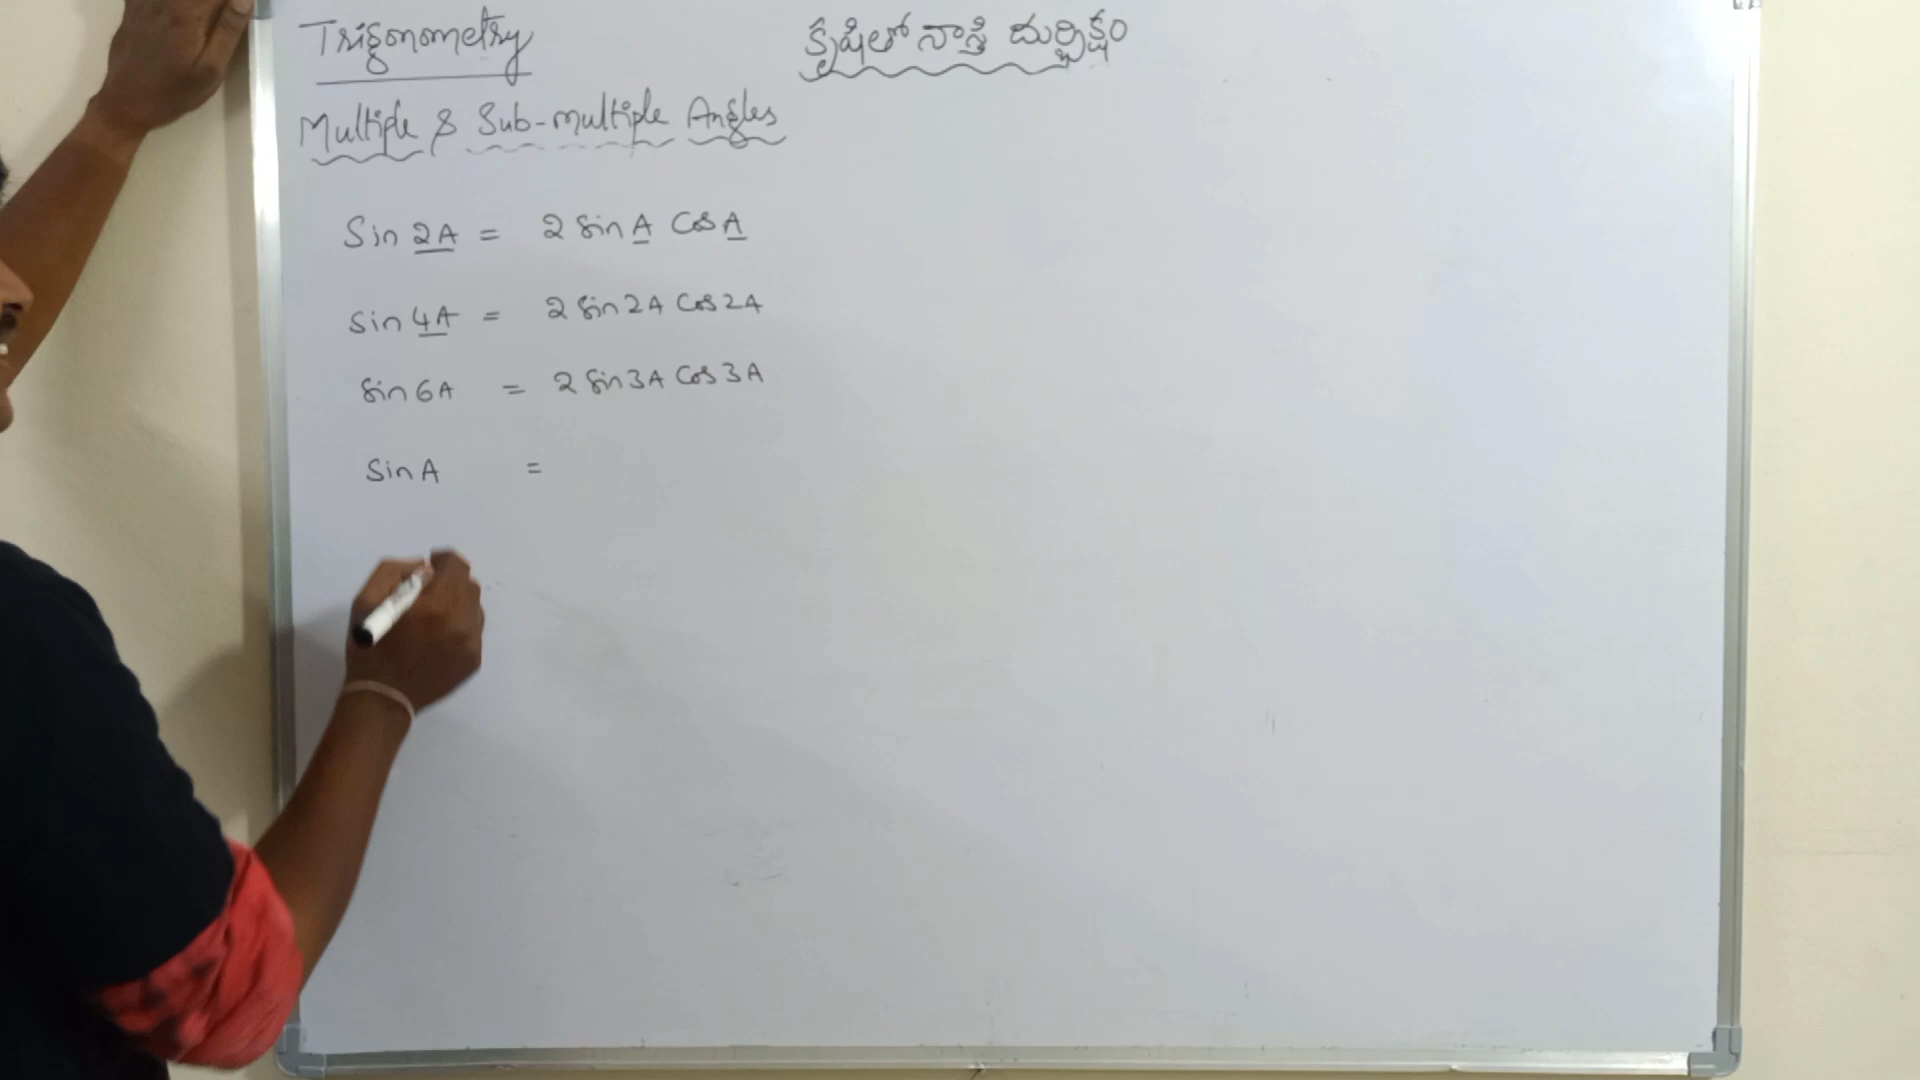 Trigonometry
కృషితో నాస్తి దుర్భిక్షం
Multiple & Sub-multiple Angles
Sin 2A = 2 Sin A Cos A
Sin 4A = 2 Sin 2A Cos 2A
Sin 6A = 2 Sin 3A Cos 3A
Sin A =